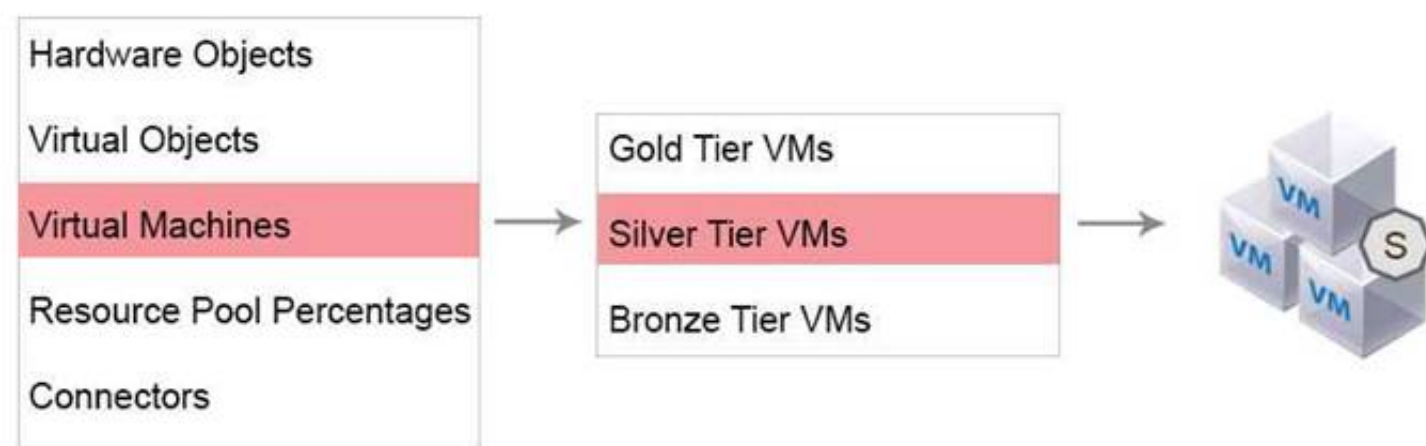 Hardware Objects
Virtual Objects
Virtual Machines
Resource Pool Percentages
Connectors
Gold Tier VMs
Silver Tier VMs
Bronze Tier VMs
VM
VM
VM
S